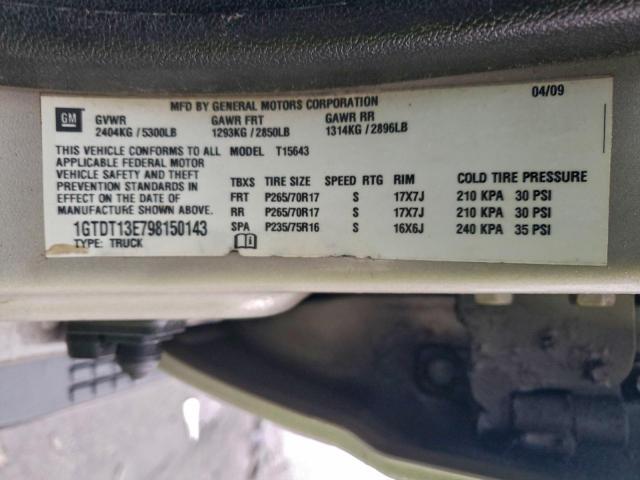 MFD BY GENERAL MOTORS CORPORATION 04/09
GM GVWR GAWR FRT GAWR RR
2404KG / 5300LB 1293KG / 2850LB 1314KG / 2896LB
THIS VEHICLE CONFORMS TO ALL MODEL T15643
APPLICABLE FEDERAL MOTOR
VEHICLE SAFETY AND THEFT
PREVENTION STANDARDS IN
EFFECT ON THE DATE OF
MANUFACTURE SHOWN ABOVE.
1GTDT13E798150143
TYPE: TRUCK
TBXS TIRE SIZE SPEED RTG RIM COLD TIRE PRESSURE
FRT P265/70R17 S 17X7J 210 KPA 30 PSI
RR P265/70R17 S 17X7J 210 KPA 30 PSI
SPA P235/75R16 S 16X6J 240 KPA 35 PSI